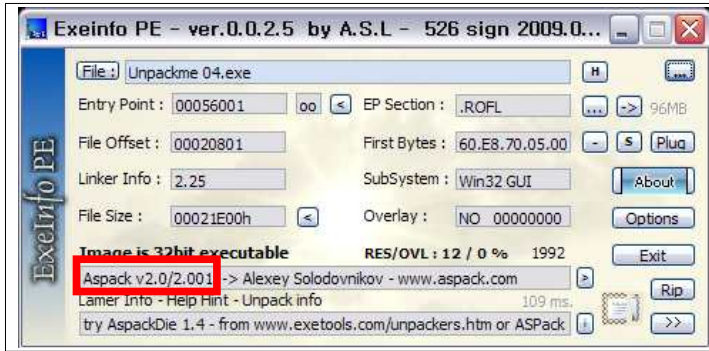 Exeinfo PE - ver.0.0.2.5 by A.S.L - 526 sign 2009.0...
File : Unpackme 04.exe H ...
Entry Point : 00056001 oo < EP Section : .ROFL ... -> 96MB
File Offset : 00020801 First Bytes : 60.E8.70.05.00 - S Plug
Linker Info : 2.25 SubSystem : Win32 GUI About
File Size : 00021E00h < Overlay : NO 00000000 Options
Image is 32bit executable RES/OVL : 12 / 0 % 1992 Exit
Aspack v2.0/2.001 -> Alexey Solodovnikov - www.aspack.com >
Lamer Info - Help Hint - Unpack info 109 ms. Rip
try AspackDie 1.4 - from www.exetools.com/unpackers.htm or ASPack i >>
ExeInfo PE